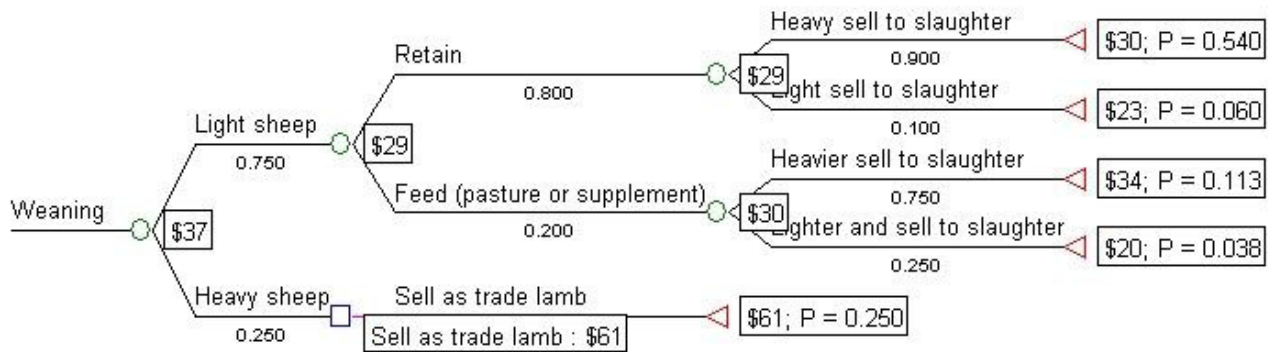 Heavy sell to slaughter
0.900
$30; P = 0.540
Retain
0.800
$29
Light sell to slaughter
0.100
$23; P = 0.060
Light sheep
0.750
$29
Heavier sell to slaughter
0.750
$34; P = 0.113
Feed (pasture or supplement)
0.200
$30
Lighter and sell to slaughter
0.250
$20; P = 0.038
Weaning
$37
Heavy sheep
0.250
Sell as trade lamb
Sell as trade lamb : $61
$61; P = 0.250